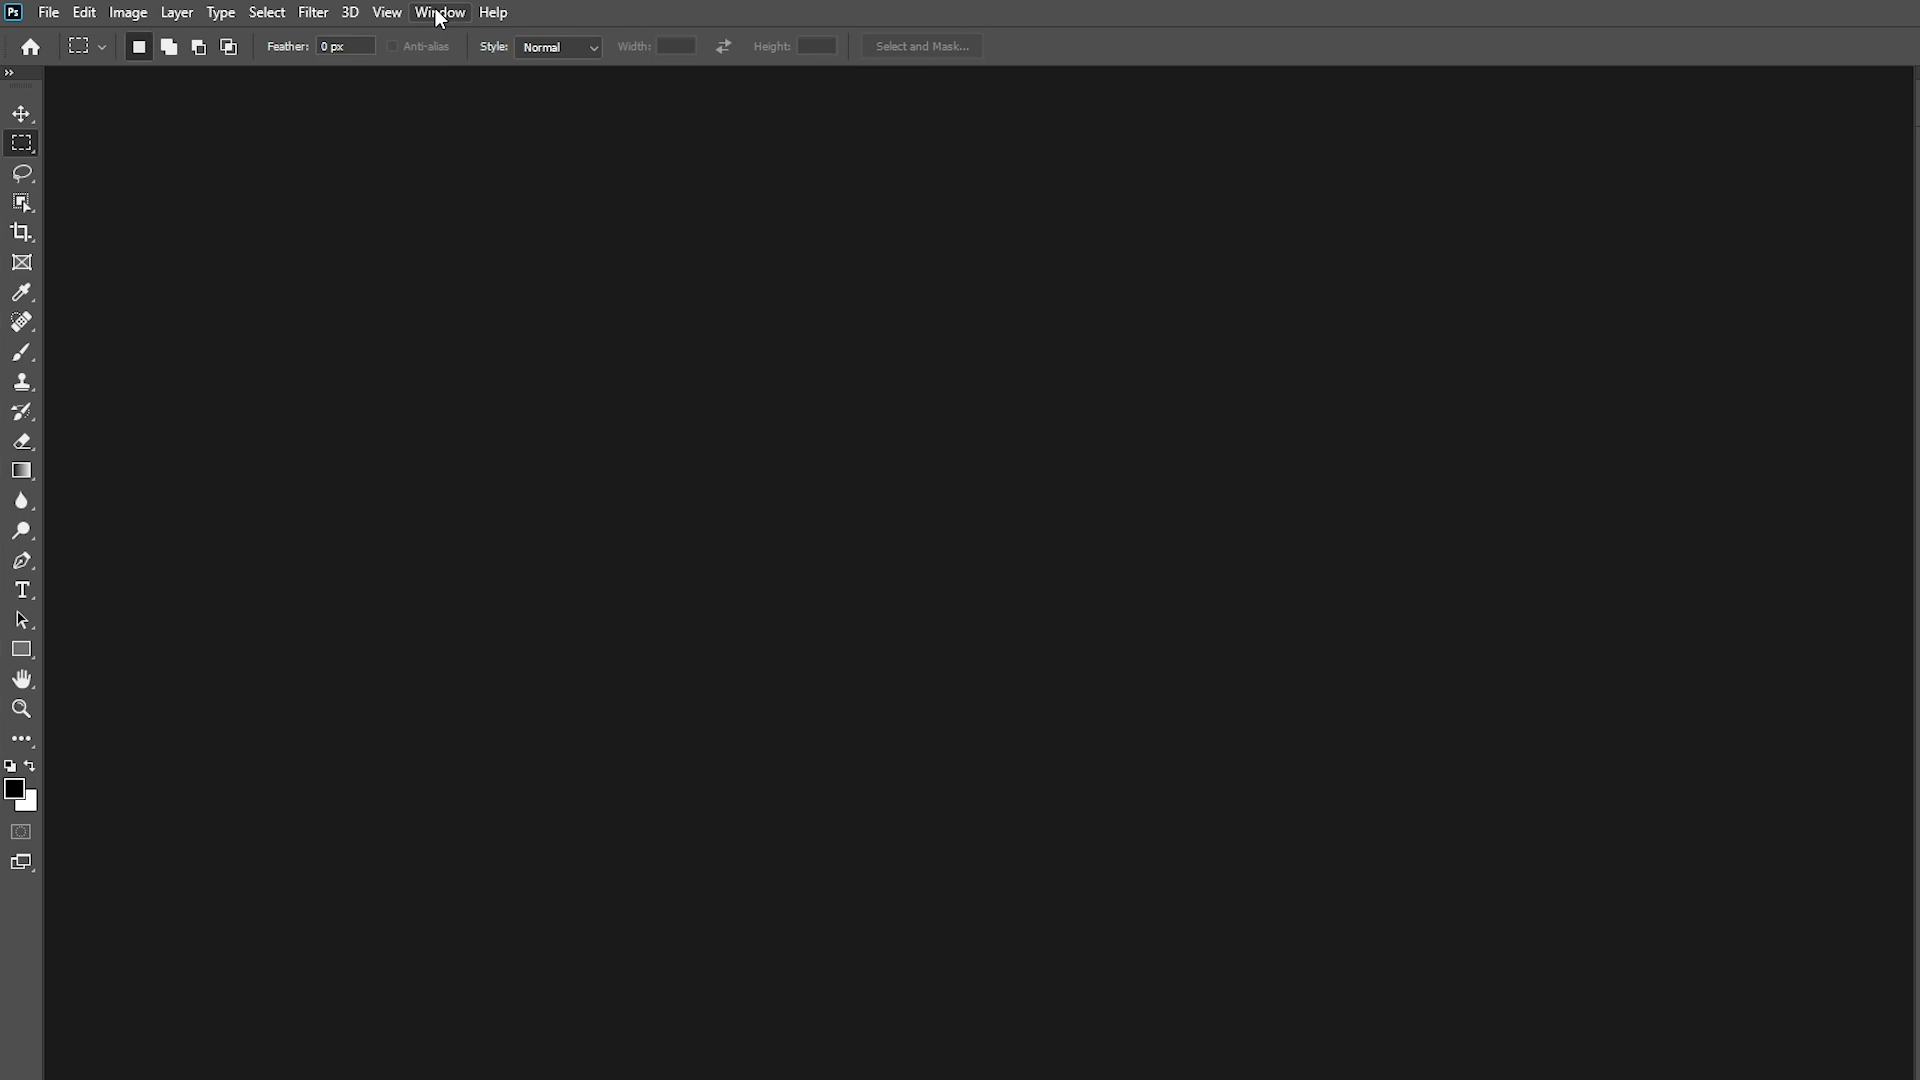 Ps File Edit Image Layer Type Select Filter 3D View Window Help
Feather: 0 px Anti-alias Style: Normal Width: Height: Select and Mask...
T